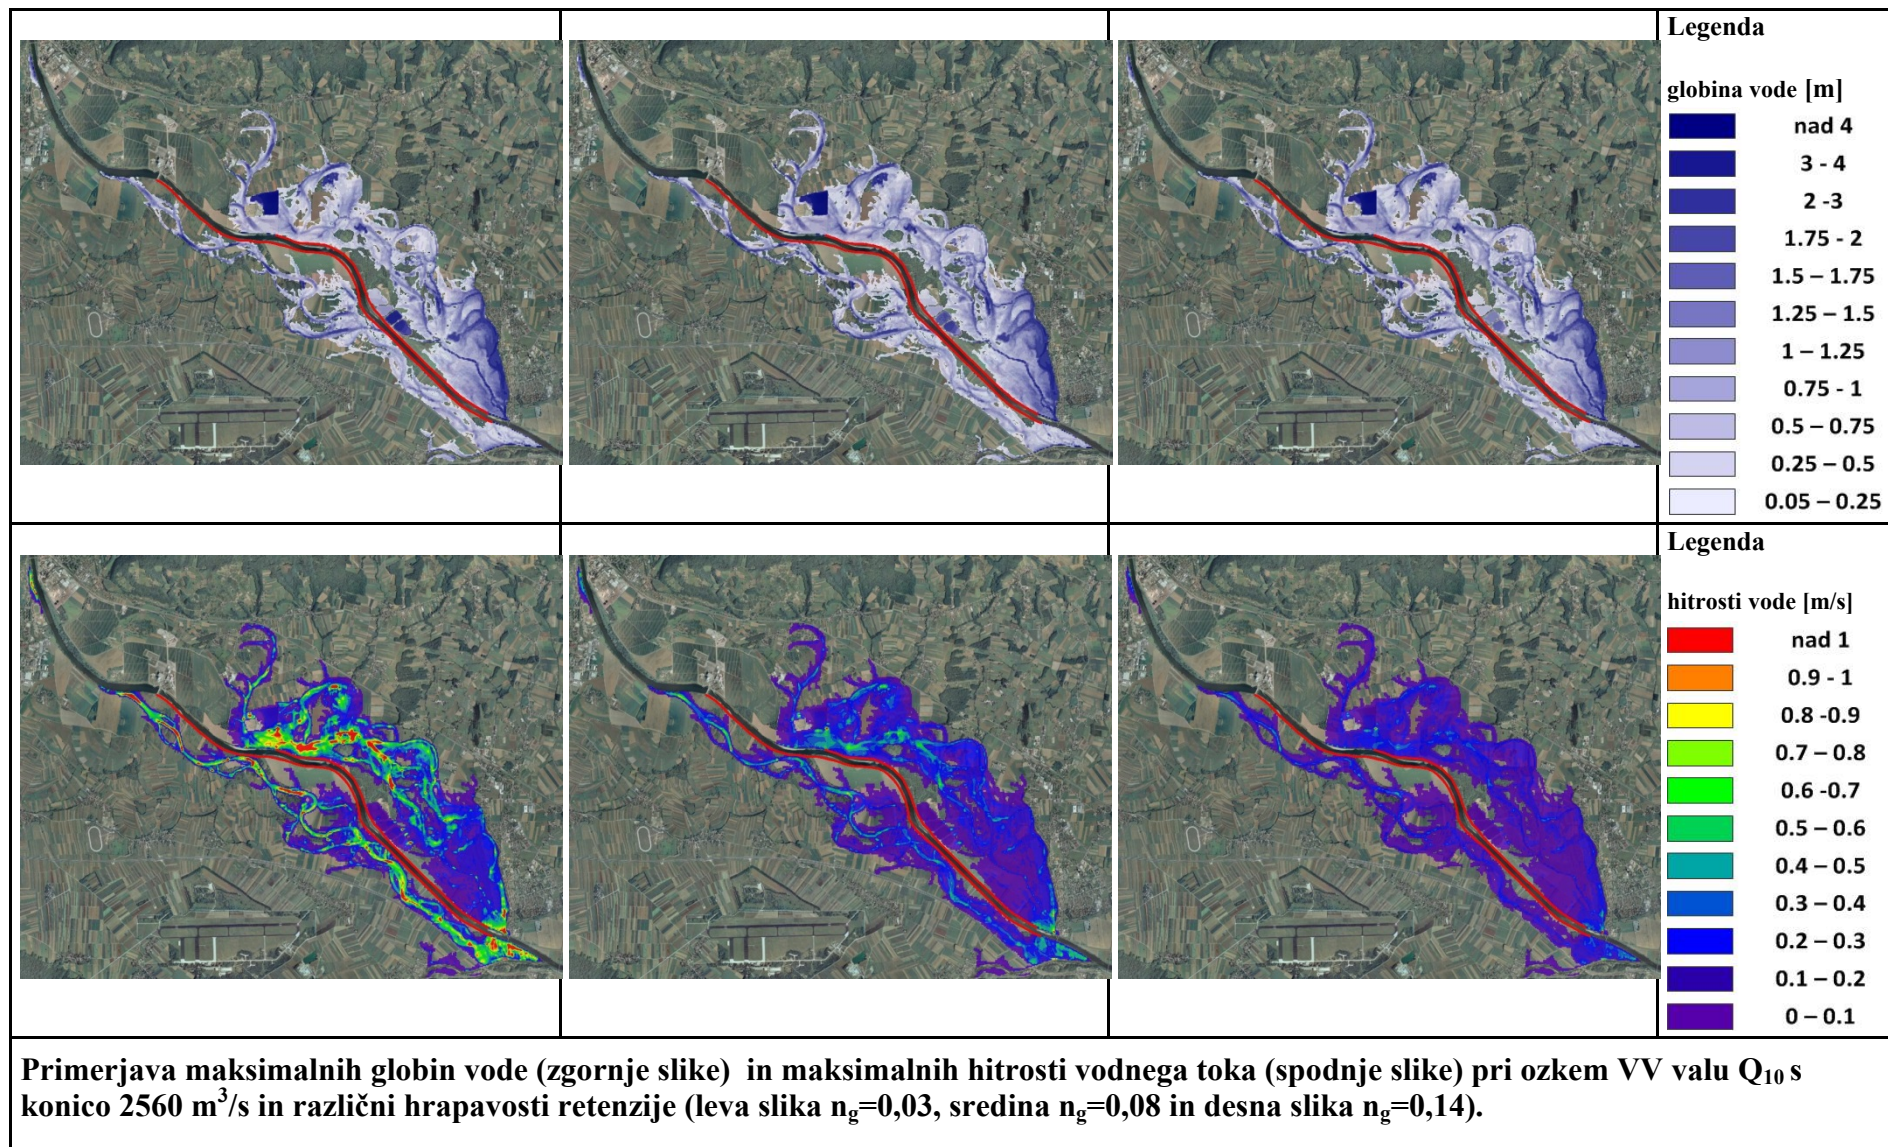 Legenda
globina vode [m]
nad 4
3 - 4
2 -3
1.75 - 2
1.5 – 1.75
1.25 – 1.5
1 – 1.25
0.75 - 1
0.5 – 0.75
0.25 – 0.5
0.05 – 0.25
Legenda
hitrosti vode [m/s]
nad 1
0.9 - 1
0.8 -0.9
0.7 – 0.8
0.6 -0.7
0.5 – 0.6
0.4 – 0.5
0.3 – 0.4
0.2 – 0.3
0.1 – 0.2
0 – 0.1
Primerjava maksimalnih globin vode (zgornje slike) in maksimalnih hitrosti vodnega toka (spodnje slike) pri ozkem VV valu Q10 s
konico 2560 m³/s in različni hrapavosti retenzije (leva slika ng=0,03, sredina ng=0,08 in desna slika ng=0,14).